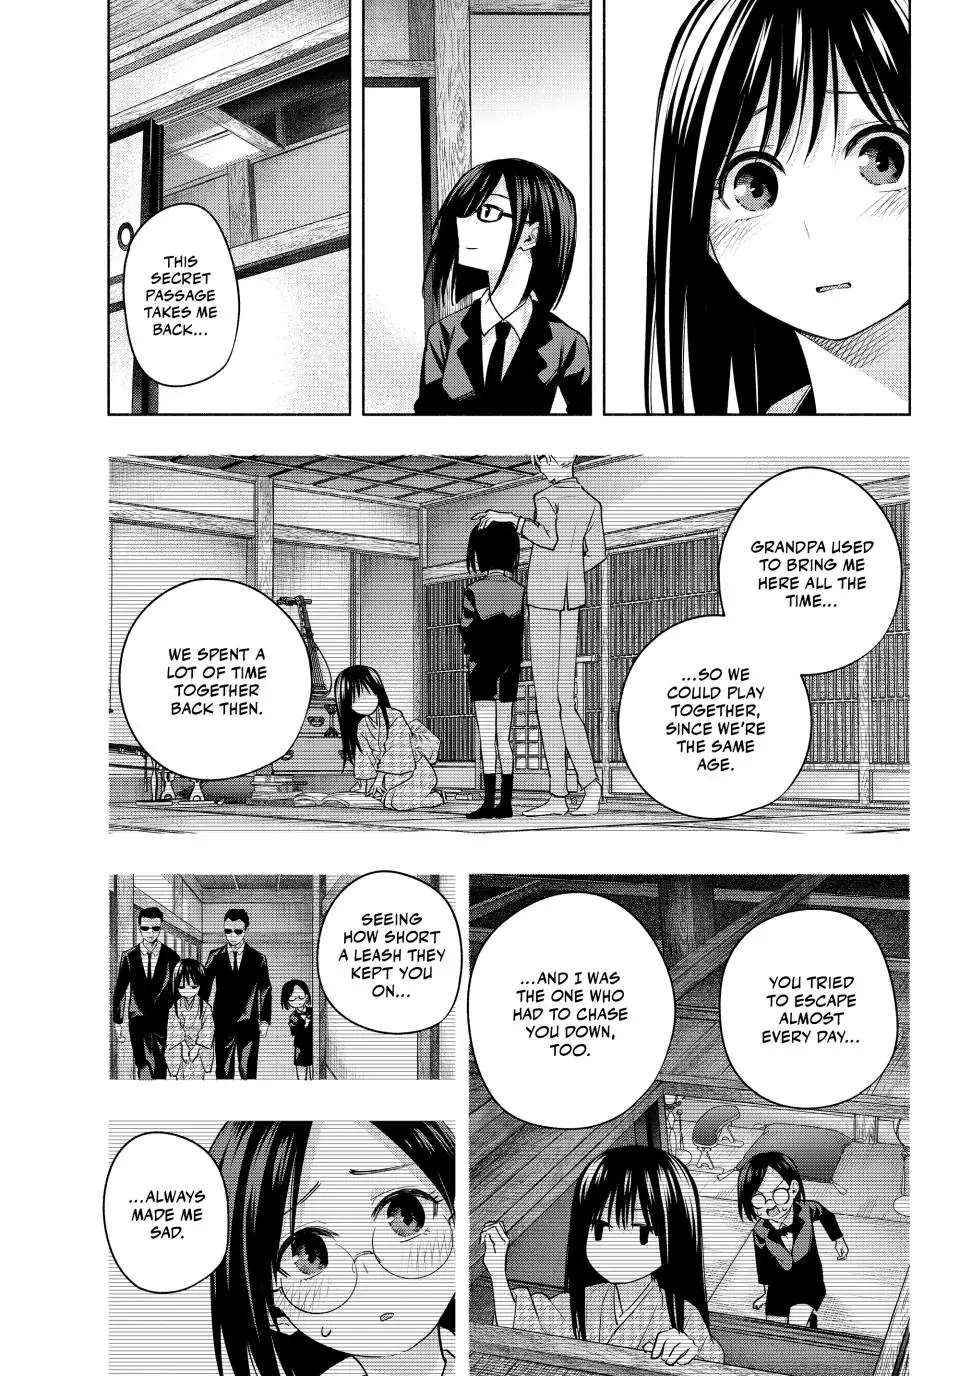 THIS
SECRET
PASSAGE
TAKES ME
BACK...
GRANDPA USED
TO BRING ME
HERE ALL THE
TIME...
...SO WE
COULD PLAY
TOGETHER,
SINCE WE'RE
THE SAME
AGE.
WE SPENT
A LOT OF TIME
TOGETHER
BACK THEN.
YOU TRIED
TO ESCAPE
ALMOST
EVERY DAY...
...AND I WAS
THE ONE WHO
HAD TO CHASE
YOU DOWN,
TOO.
SEEING
HOW SHORT
A LEASH THEY
KEPT YOU
ON...
...ALWAYS
MADE ME
SAD.